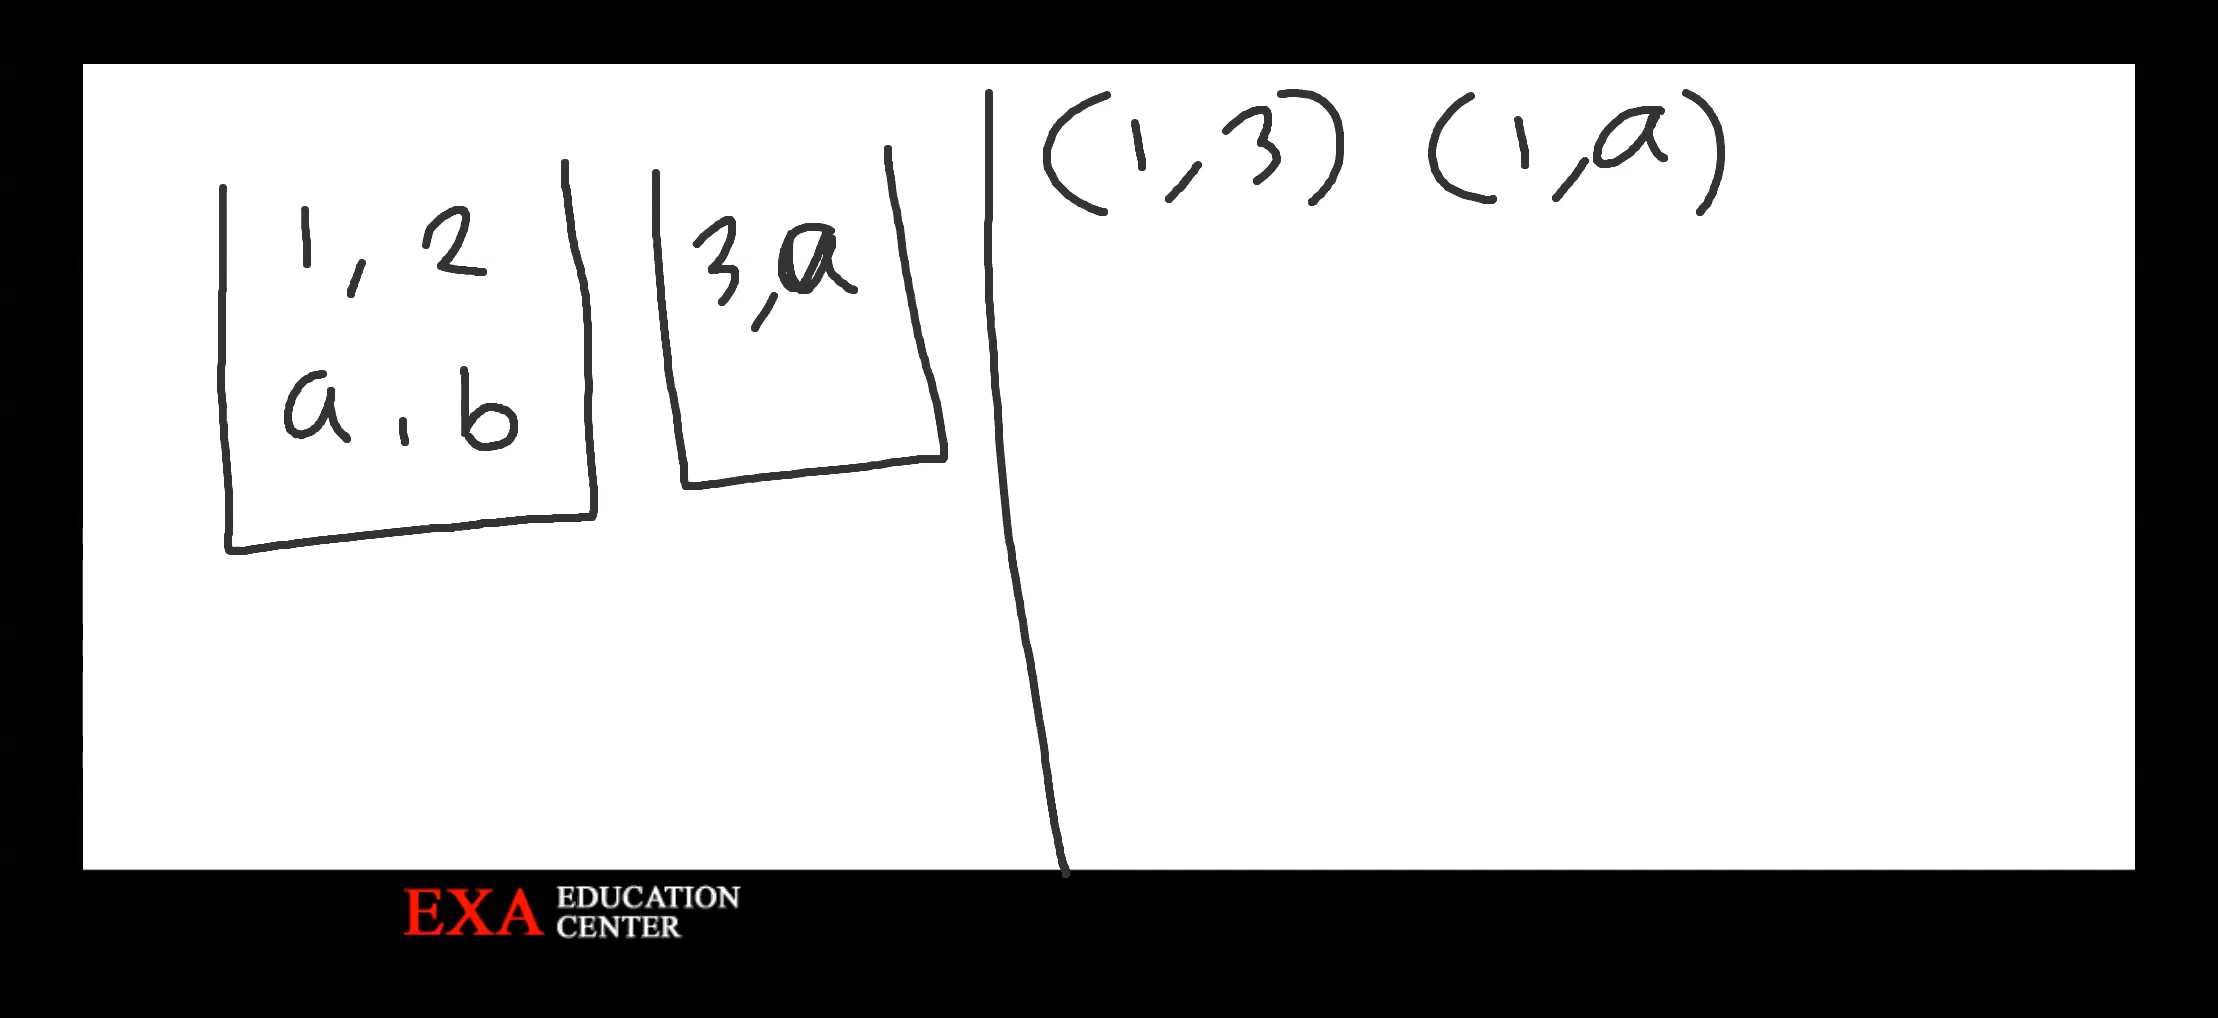 1, 2
a, b
3, a
(1,3) (1,a)
EXA EDUCATION
CENTER